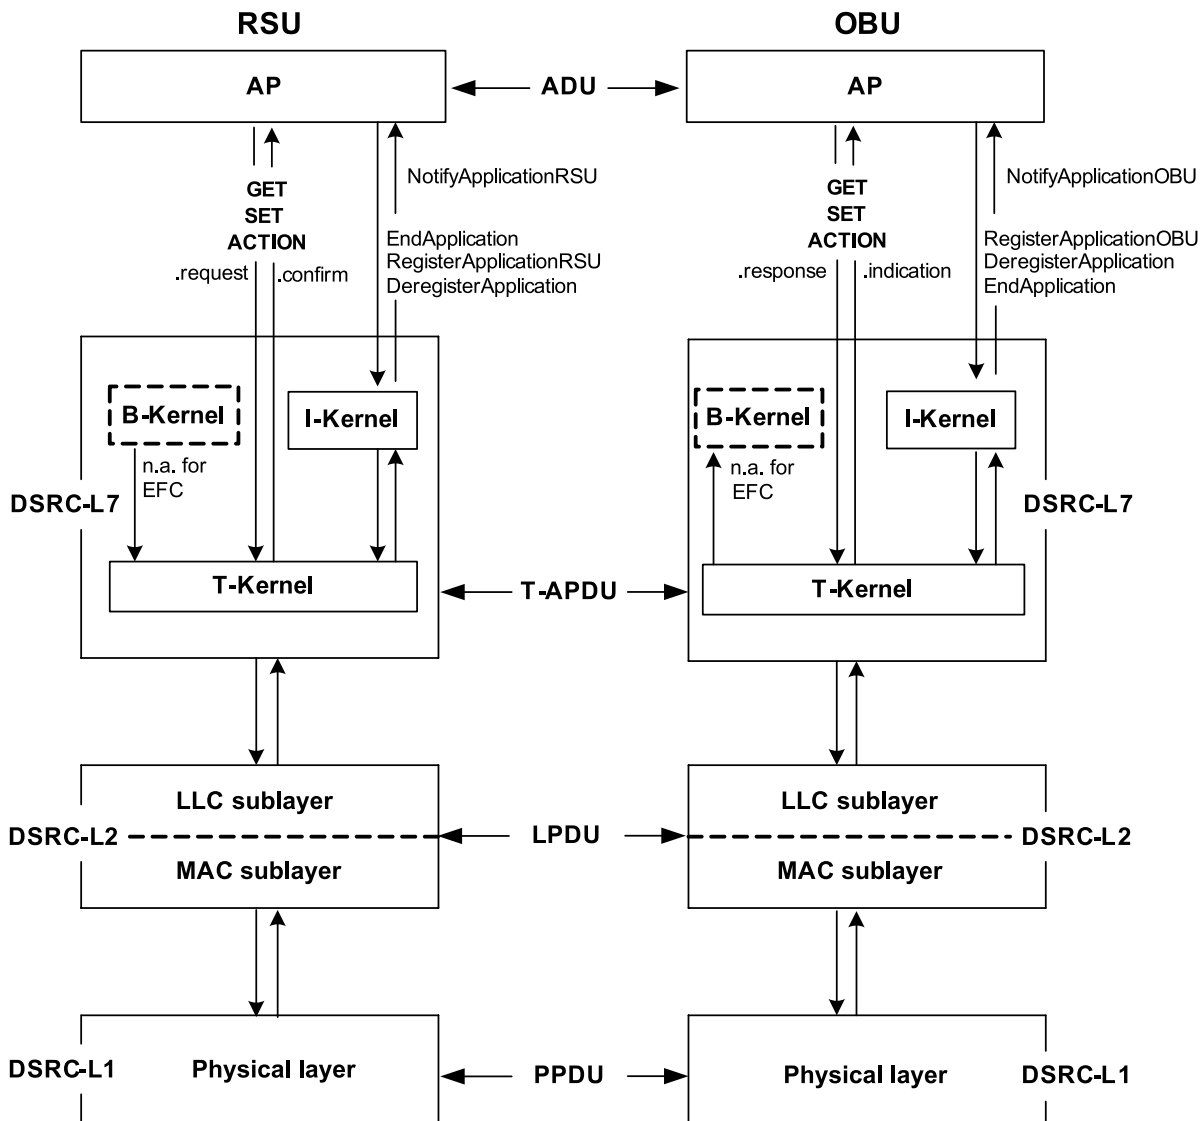 RSU
OBU
AP
ADU
AP
NotifyApplicationRSU
NotifyApplicationOBU
GET
SET
ACTION
GET
SET
ACTION
EndApplication
RegisterApplicationRSU
DeregisterApplication
RegisterApplicationOBU
DeregisterApplication
EndApplication
.request
.confirm
.response
.indication
B-Kernel
I-Kernel
B-Kernel
I-Kernel
n.a. for
EFC
n.a. for
EFC
DSRC-L7
DSRC-L7
T-Kernel
T-APDU
T-Kernel
LLC sublayer
LLC sublayer
DSRC-L2
LPDU
DSRC-L2
MAC sublayer
MAC sublayer
DSRC-L1
Physical layer
PPDU
Physical layer
DSRC-L1